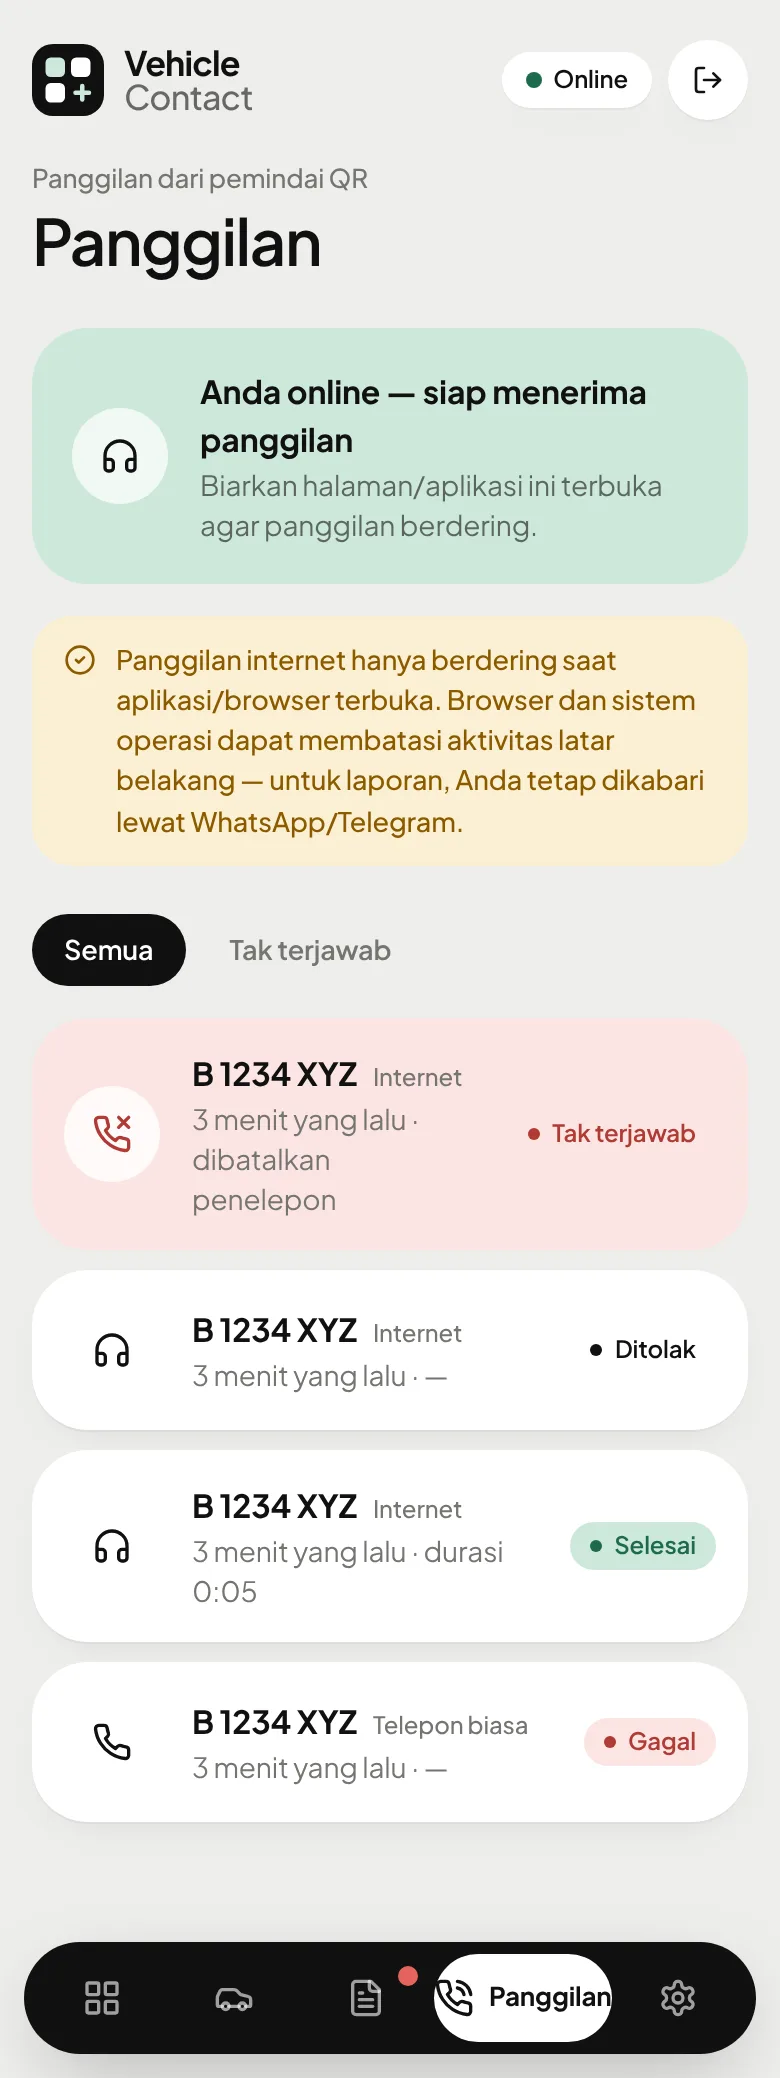 Vehicle
Contact
Online
Panggilan dari pemindai QR
Panggilan
Anda online — siap menerima
panggilan
Biarkan halaman/aplikasi ini terbuka
agar panggilan berdering.
Panggilan internet hanya berdering saat
aplikasi/browser terbuka. Browser dan sistem
operasi dapat membatasi aktivitas latar
belakang — untuk laporan, Anda tetap dikabari
lewat WhatsApp/Telegram.
Semua
Tak terjawab
B 1234 XYZ Internet
3 menit yang lalu ·
dibatalkan
penelepon
Tak terjawab
B 1234 XYZ Internet
3 menit yang lalu · —
Ditolak
B 1234 XYZ Internet
3 menit yang lalu · durasi
0:05
Selesai
B 1234 XYZ Telepon biasa
3 menit yang lalu · —
Gagal
Panggilan